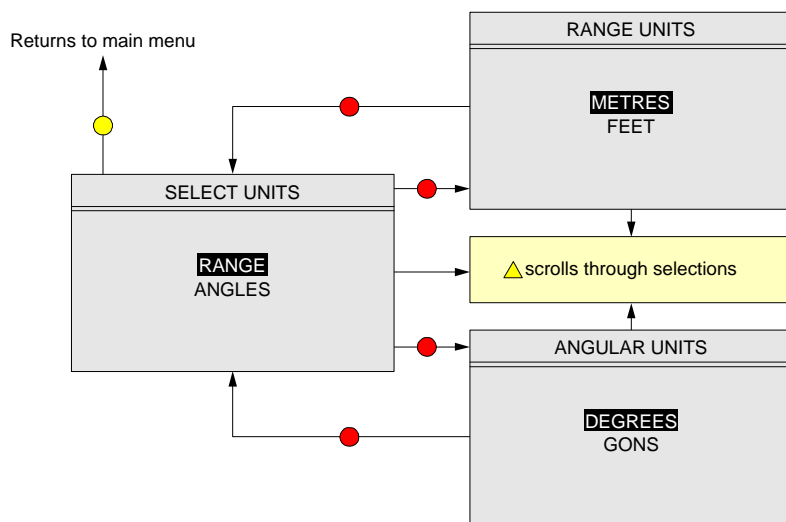 Returns to main menu
RANGE UNITS
METRES
FEET
SELECT UNITS
RANGE
ANGLES
scrolls through selections
ANGULAR UNITS
DEGREES
GONS